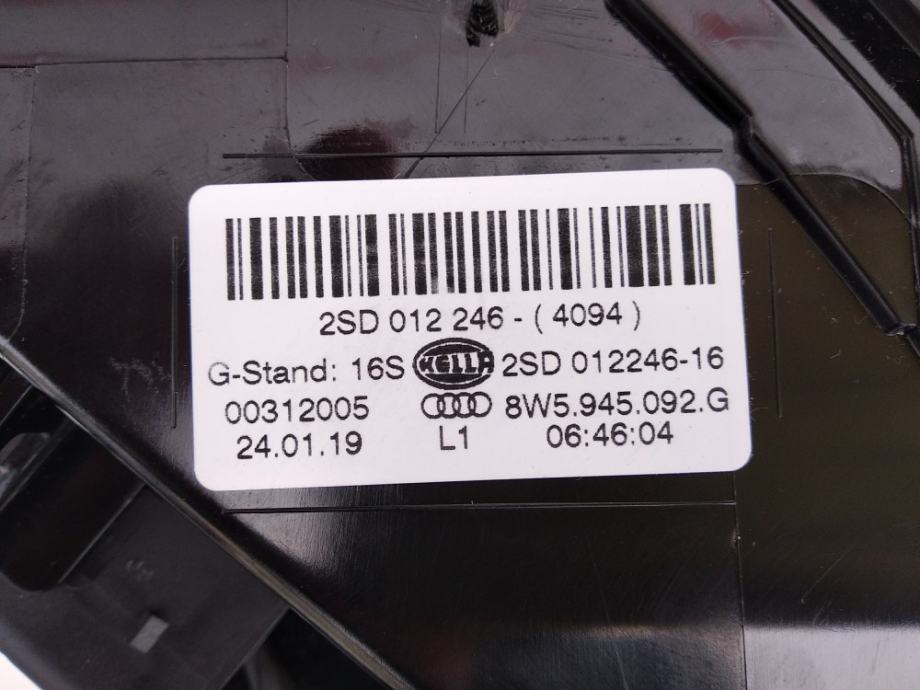 2SD 012 246 - ( 4094 )
G-Stand: 16S HELLA 2SD 012246-16
00312005 8W5.945.092.G
24.01.19 L1 06:46:04